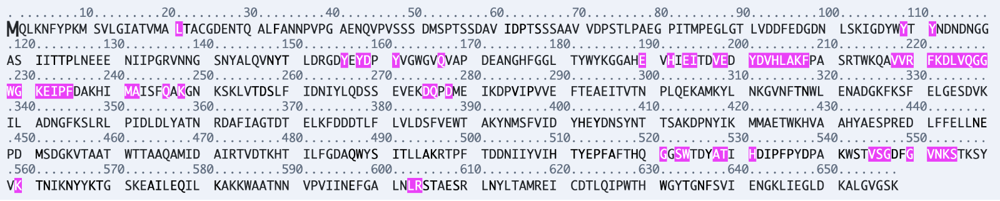 .........10.........20.........30.........40.........50.........60.........70.........80.........90.........100.........110.........
MQLKNFYPKM SVLGIATVMA LTACGDENTQ ALFANNPVPG AENQVPVSSS DMSPTSSDAV IDPTSSSAAV VDPSTLPAEG PITMPEGLGT LVDDFEDGDN LSKIGDYWYT YNDNDNGG
.120.........130.........140.........150.........160.........170.........180.........190.........200.........210.........220........
AS IITTPLNEEE NIIPGRVNNG SNYALQVNYT LDRGDYEYDP YVGWGVQVAP DEANGHFGGL TYWYKGGAHE VHIEITDVED YDVHLAKFPA SRTWKQAVVR FKDLVQGG
.230.........240.........250.........260.........270.........280.........290.........300.........310.........320.........330........
WG KEIPFDAKHI MAISFQAKGN KSKLVTDSLF IDNIYLQDSS EVEKDQPDME IKDPVIPVVE FTEAEITVTN PLQEKAMKYL NKGVNFTNWL ENADGKFKSF ELGESDVK
.340.........350.........360.........370.........380.........390.........400.........410.........420.........430.........440........
IL ADNGFKSLRL PIDLDLYATN RDAFIAGTDT ELKFDDDTLF LVLDSFVEWT AKYNMSFVID YHEYDNSYNT TSAKDPNYIK MMAETWKHVA AHYAESPRED LFFELLNE
.450.........460.........470.........480.........490.........500.........510.........520.........530.........540.........550........
PD MSDGKVTAAT WTTAAQAMID AIRTVDTKHT ILFGDAQWYS ITLLAKRTPF TDDNIIYVIH TYEPFAFTHQ GGSWTDYATI HDIPFPYDPA KWSTVSGDFG VNKSTKSY
.560.........570.........580.........590.........600.........610.........620.........630.........640.........650.......
VK TNIKNYYKTG SKEAILEQIL KAKKWAATNN VPVIINEFGA LNLRSTAESR LNYLTAMREI CDTLQIPWTH WGYTGNFSVI ENGKLIEGLD KALGVGSK